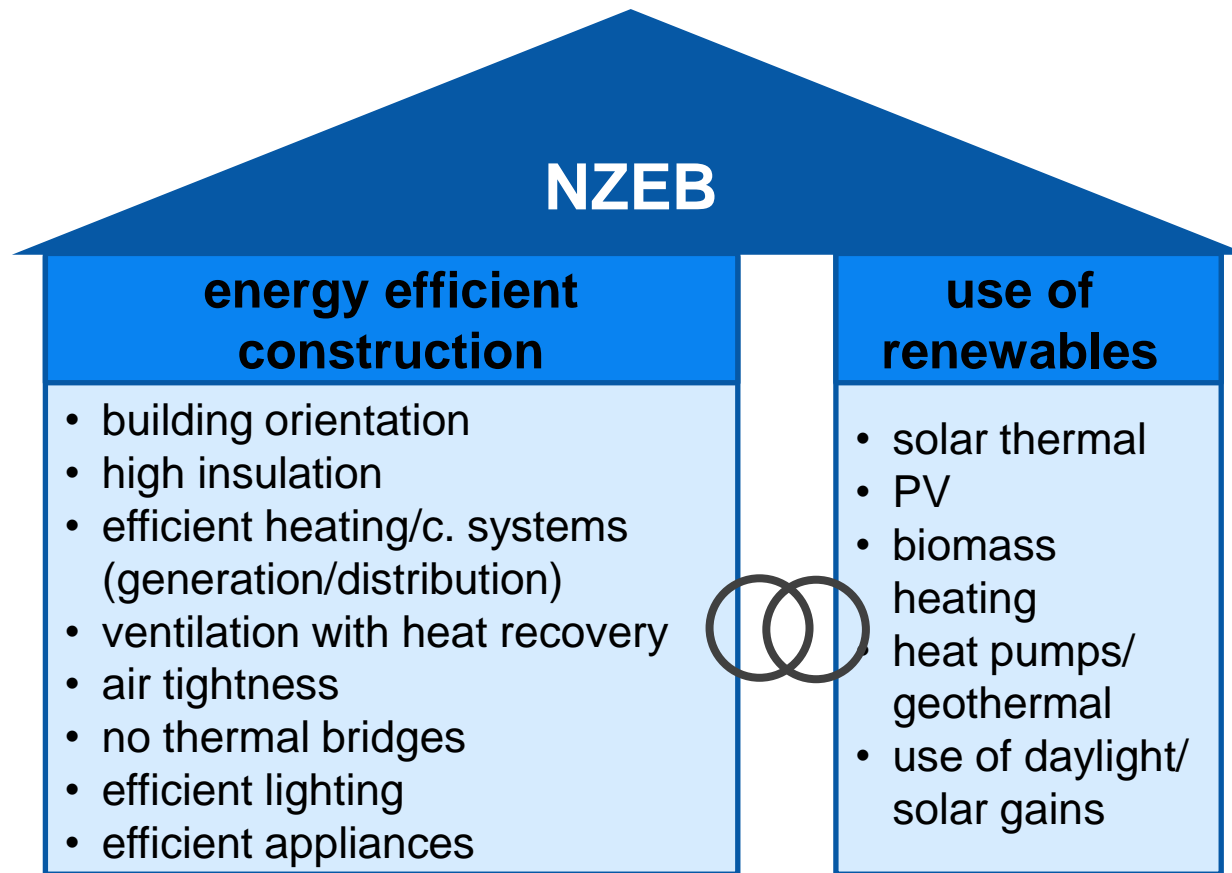 NZEB
energy efficient
construction
• building orientation
• high insulation
• efficient heating/c. systems
(generation/distribution)
• ventilation with heat recovery
• air tightness
• no thermal bridges
• efficient lighting
• efficient appliances
use of
renewables
• solar thermal
• PV
• biomass
heating
• heat pumps/
geothermal
• use of daylight/
solar gains